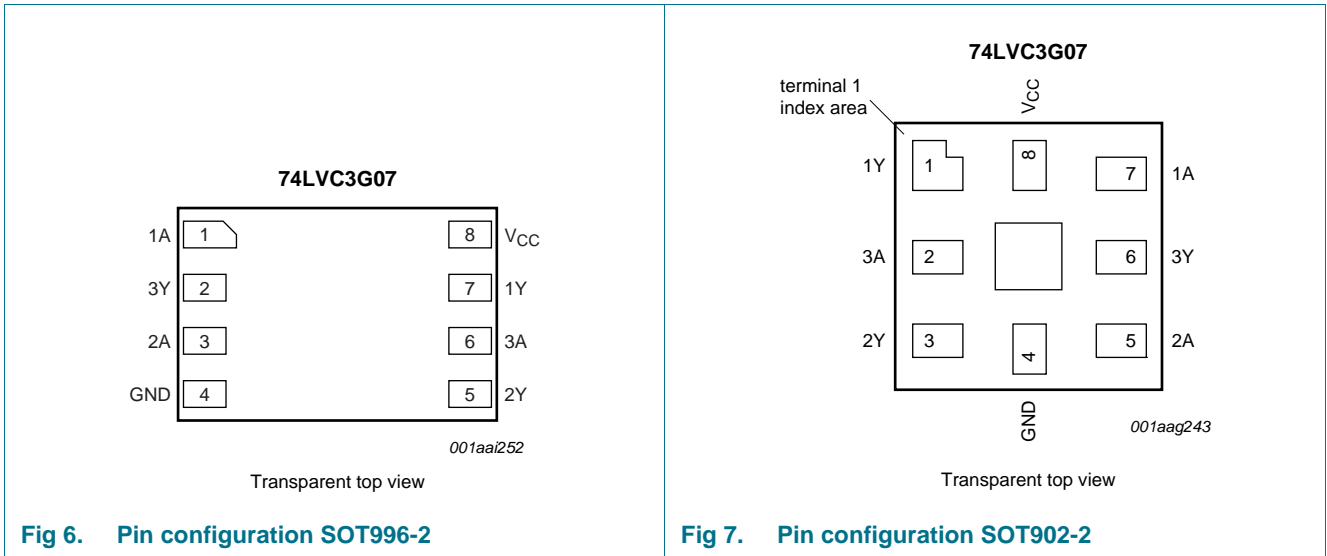 74LVC3G07
1A 1 8 VCC
3Y 2 7 1Y
2A 3 6 3A
GND 4 5 2Y
001aai252
Transparent top view
Fig 6. Pin configuration SOT996-2
74LVC3G07
terminal 1
index area
VCC
1Y 1 8 7 1A
3A 2 6 3Y
2Y 3 4 5 2A
GND
001aag243
Transparent top view
Fig 7. Pin configuration SOT902-2